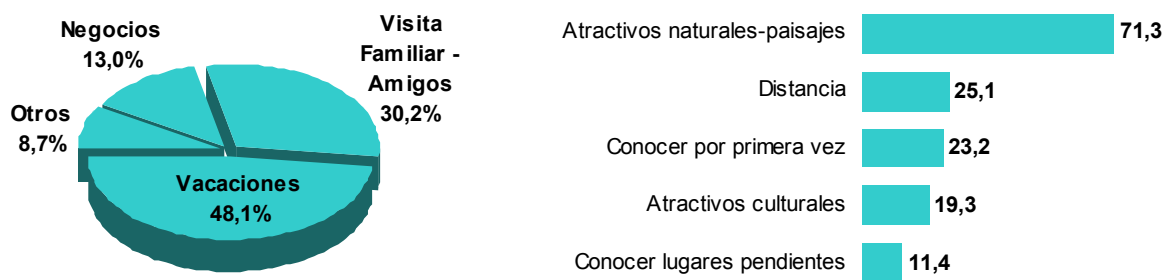 Negocios
13,0%
Visita
Familiar -
Amigos
30,2%
Otros
8,7%
Vacaciones
48,1%
Atractivos naturales-paisajes 71,3
Distancia 25,1
Conocer por primera vez 23,2
Atractivos culturales 19,3
Conocer lugares pendientes 11,4